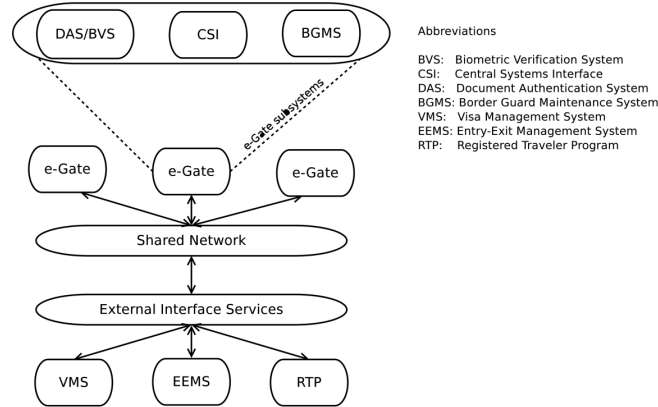 DAS/BVS
CSI
BGMS
e-Gate subsystems
e-Gate
e-Gate
e-Gate
Shared Network
External Interface Services
VMS
EEMS
RTP
Abbreviations
BVS: Biometric Verification System
CSI: Central Systems Interface
DAS: Document Authentication System
BGMS: Border Guard Maintenance System
VMS: Visa Management System
EEMS: Entry-Exit Management System
RTP: Registered Traveler Program